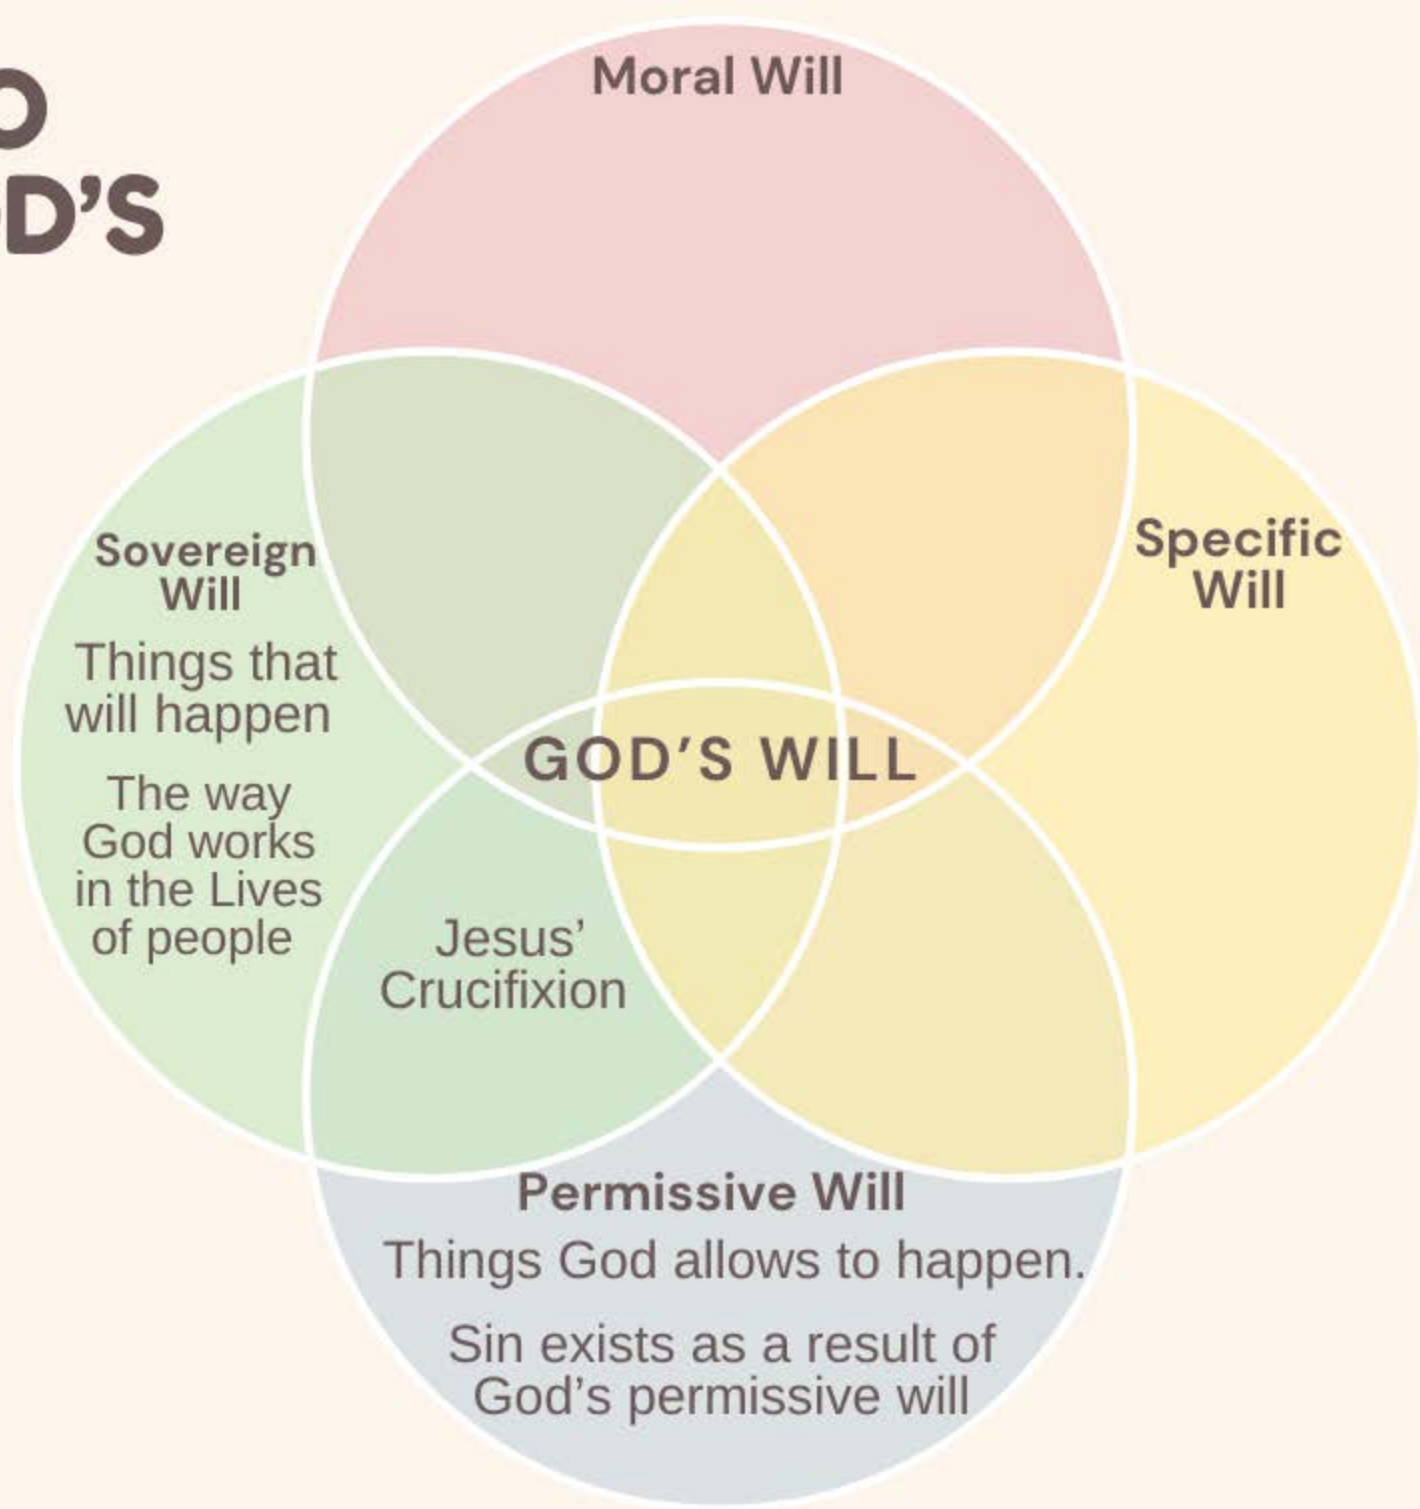 O
D'S
Moral Will
Sovereign
Will
Things that
will happen
The way
God works
in the Lives
of people
Specific
Will
GOD'S WILL
Jesus'
Crucifixion
Permissive Will
Things God allows to happen.
Sin exists as a result of
God's permissive will